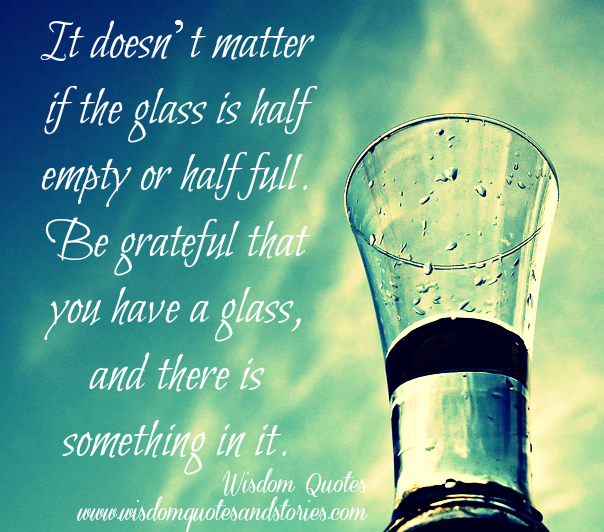 It doesn't matter
if the glass is half
empty or half full.
Be grateful that
you have a glass,
and there is
something in it.
Wisdom Quotes
www.wisdomquotesandstories.com